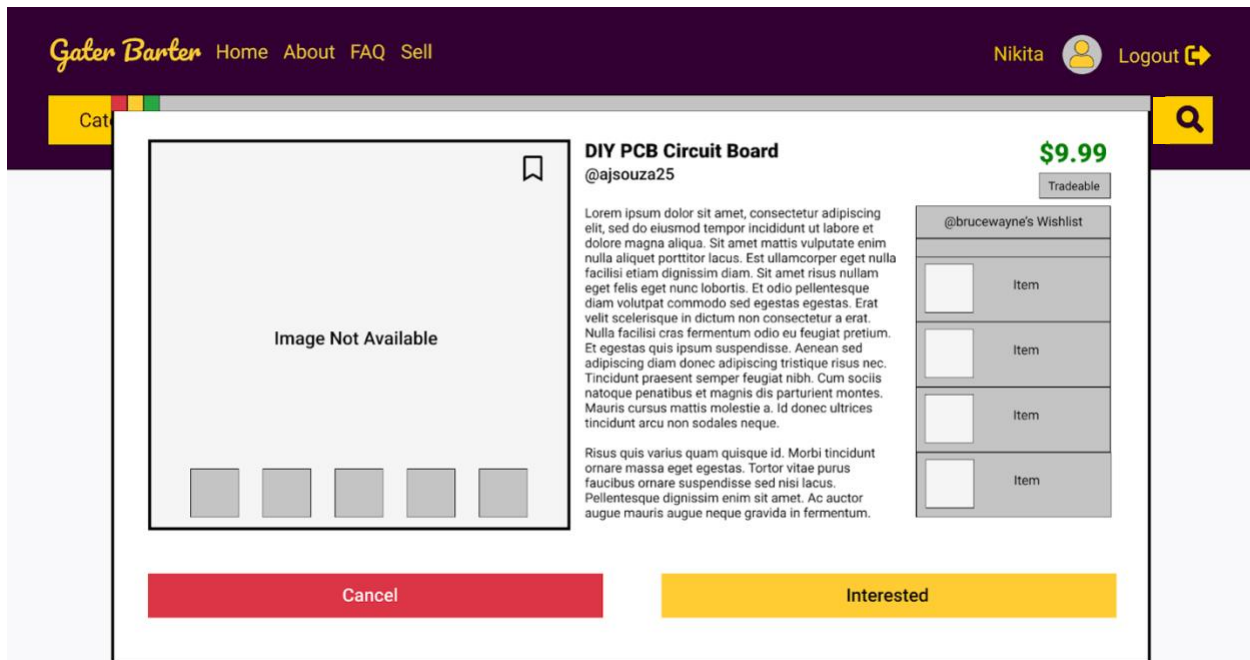 Gater Barter Home About FAQ Sell
Nikita Logout
DIY PCB Circuit Board
@ajsouza25
$9.99
Tradeable
Image Not Available
Lorem ipsum dolor sit amet, consectetur adipiscing
elit, sed do eiusmod tempor incididunt ut labore et
dolore magna aliqua. Sit amet mattis vulputate enim
nulla aliquet porttitor lacus. Est ullamcorper eget nulla
facilisi etiam dignissim diam. Sit amet risus nullam
eget felis eget nunc lobortis. Et odio pellentesque
diam volutpat commodo sed egestas egestas. Erat
velit scelerisque in dictum non consectetur a erat.
Nulla facilisi cras fermentum odio eu feugiat pretium.
Et egestas quis ipsum suspendisse. Aenean sed
adipiscing diam donec adipiscing tristique risus nec.
Tincidunt praesent semper feugiat nibh. Cum sociis
natoque penatibus et magnis dis parturient montes.
Mauris cursus mattis molestie a. Id donec ultrices
tincidunt arcu non sodales neque.
Risus quis varius quam quisque id. Morbi tincidunt
ornare massa eget egestas. Tortor vitae purus
faucibus ornare suspendisse sed nisi lacus.
Pellentesque dignissim enim sit amet. Ac auctor
augue mauris augue neque gravida in fermentum.
@brucewayne's Wishlist
Item
Item
Item
Item
Cancel
Interested